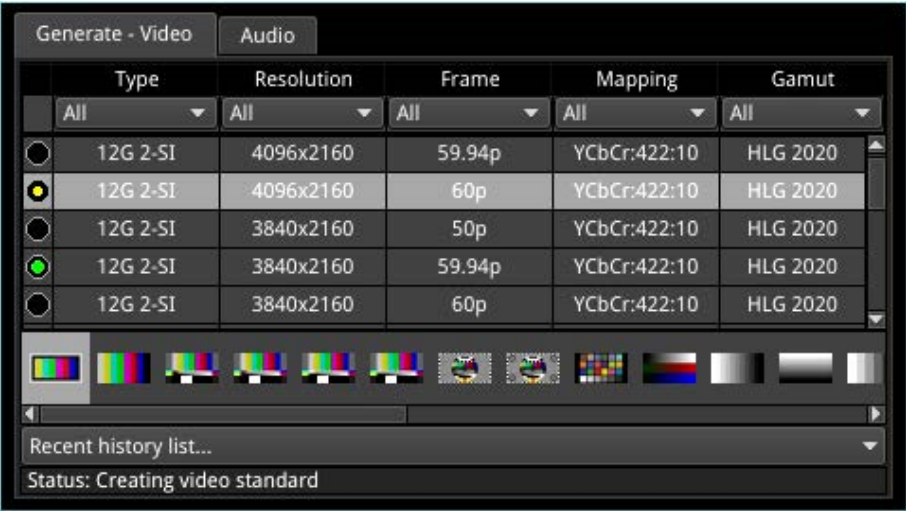 Generate - Video Audio
Type Resolution Frame Mapping Gamut
All All All All All
12G 2-SI 4096x2160 59.94p YCbCr:422:10 HLG 2020
12G 2-SI 4096x2160 60p YCbCr:422:10 HLG 2020
12G 2-SI 3840x2160 50p YCbCr:422:10 HLG 2020
12G 2-SI 3840x2160 59.94p YCbCr:422:10 HLG 2020
12G 2-SI 3840x2160 60p YCbCr:422:10 HLG 2020
Recent history list...
Status: Creating video standard